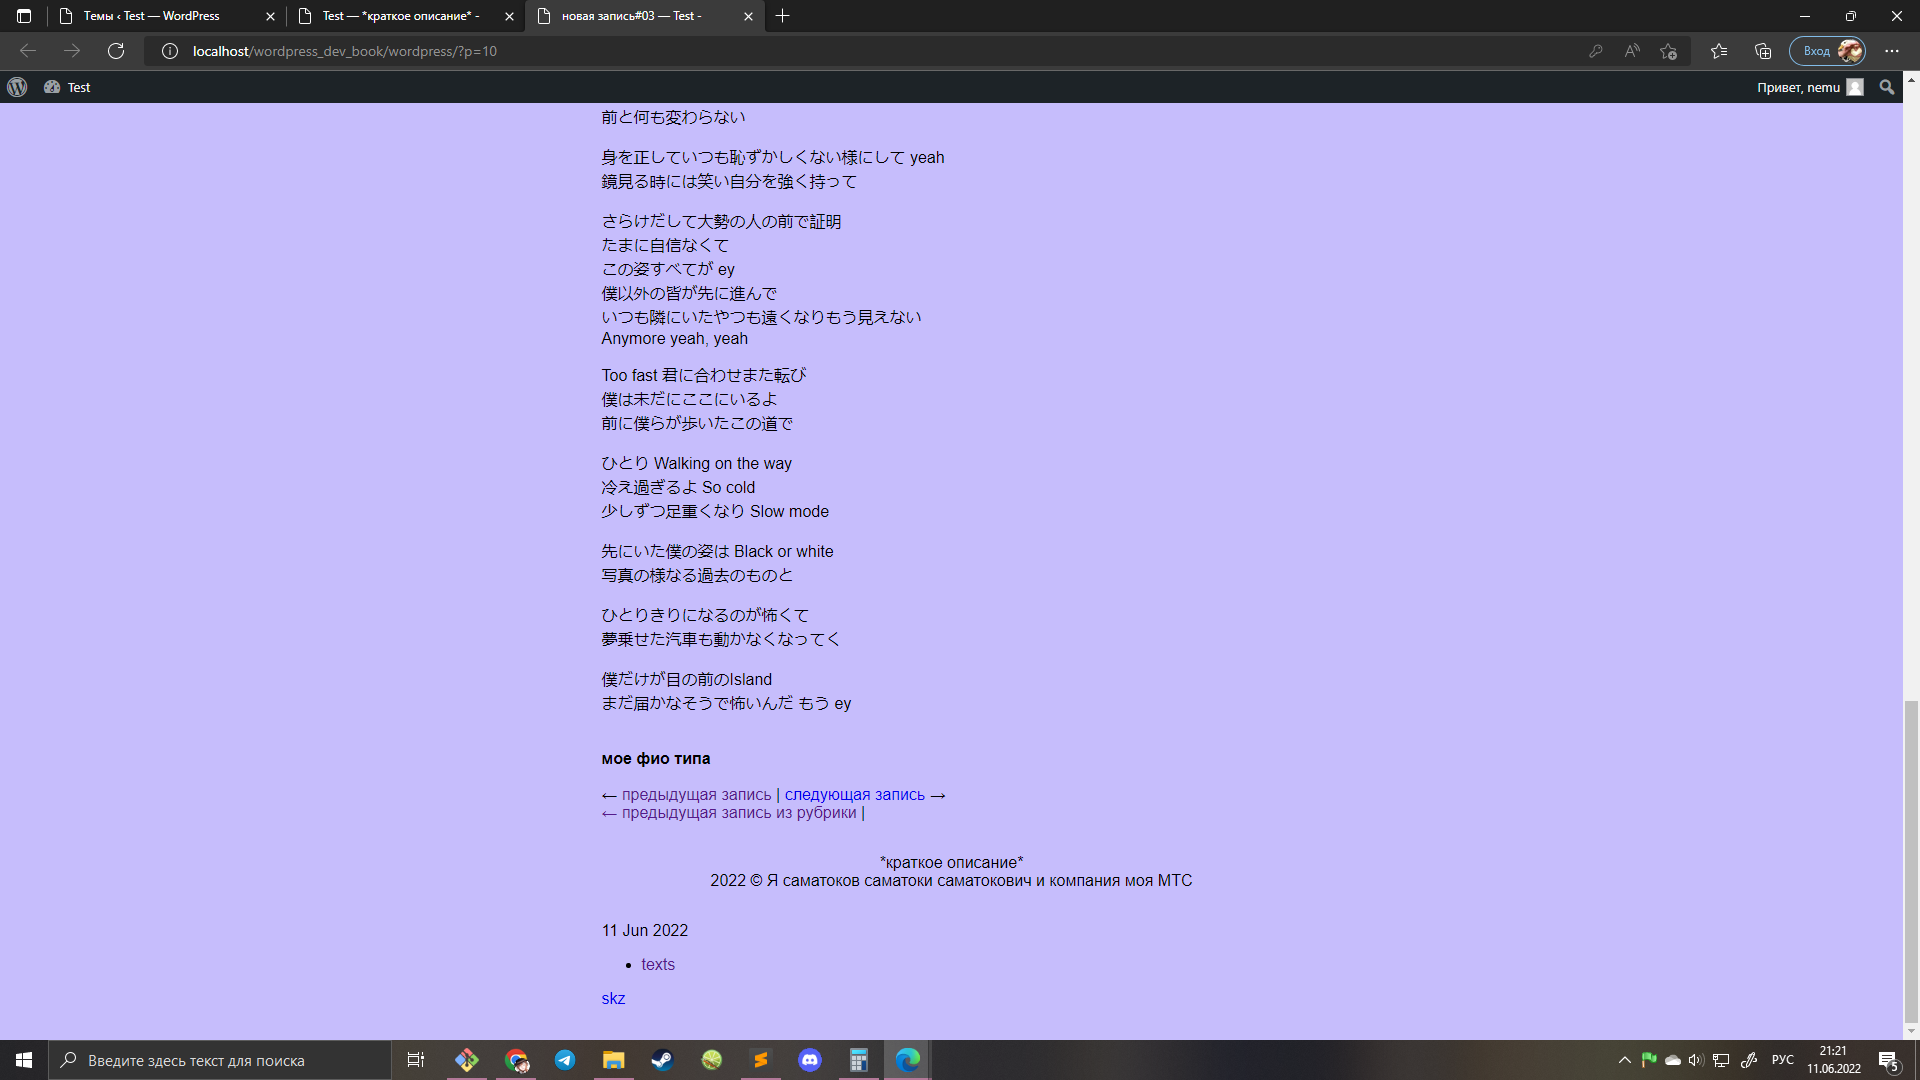 Темы ‹ Test — WordPress
Test — *краткое описание* -
новая запись#03 — Test -
localhost/wordpress_dev_book/wordpress/?p=10
Вход
Test
Привет, nemu
前と何も変わらない
身を正していつも恥ずかしくない様にして yeah
鏡見る時には笑い自分を強く持って
さらけだして大勢の人の前で証明
たまに自信なくて
この姿すべてが ey
僕以外の皆が先に進んで
いつも隣にいたやつも遠くなりもう見えない
Anymore yeah, yeah
Too fast 君に合わせまた転び
僕は未だにここにいるよ
前に僕らが歩いたこの道で
ひとり Walking on the way
冷え過ぎるよ So cold
少しずつ足重くなり Slow mode
先にいた僕の姿は Black or white
写真の様なる過去のものと
ひとりきりになるのが怖くて
夢乗せた汽車も動かなくなってく
僕だけが目の前のIsland
まだ届かなそうで怖いんだ もう ey
мое фио типа
← предыдущая запись | следующая запись →
← предыдущая запись из рубрики |
*краткое описание*
2022 © Я саматоков саматоки саматокович и компания моя МТС
11 Jun 2022
• texts
skz
Введите здесь текст для поиска
РУС
21:21
11.06.2022
5